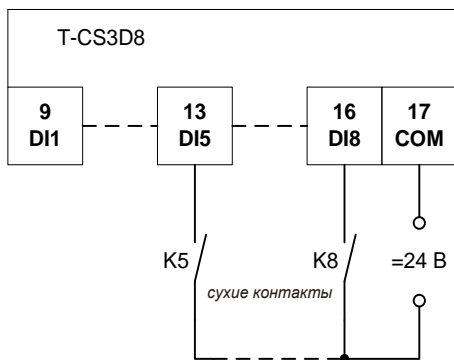 T-CS3D8
9 13 16 17
DI1 DI5 DI8 COM
K5 K8 =24 В
сухие контакты